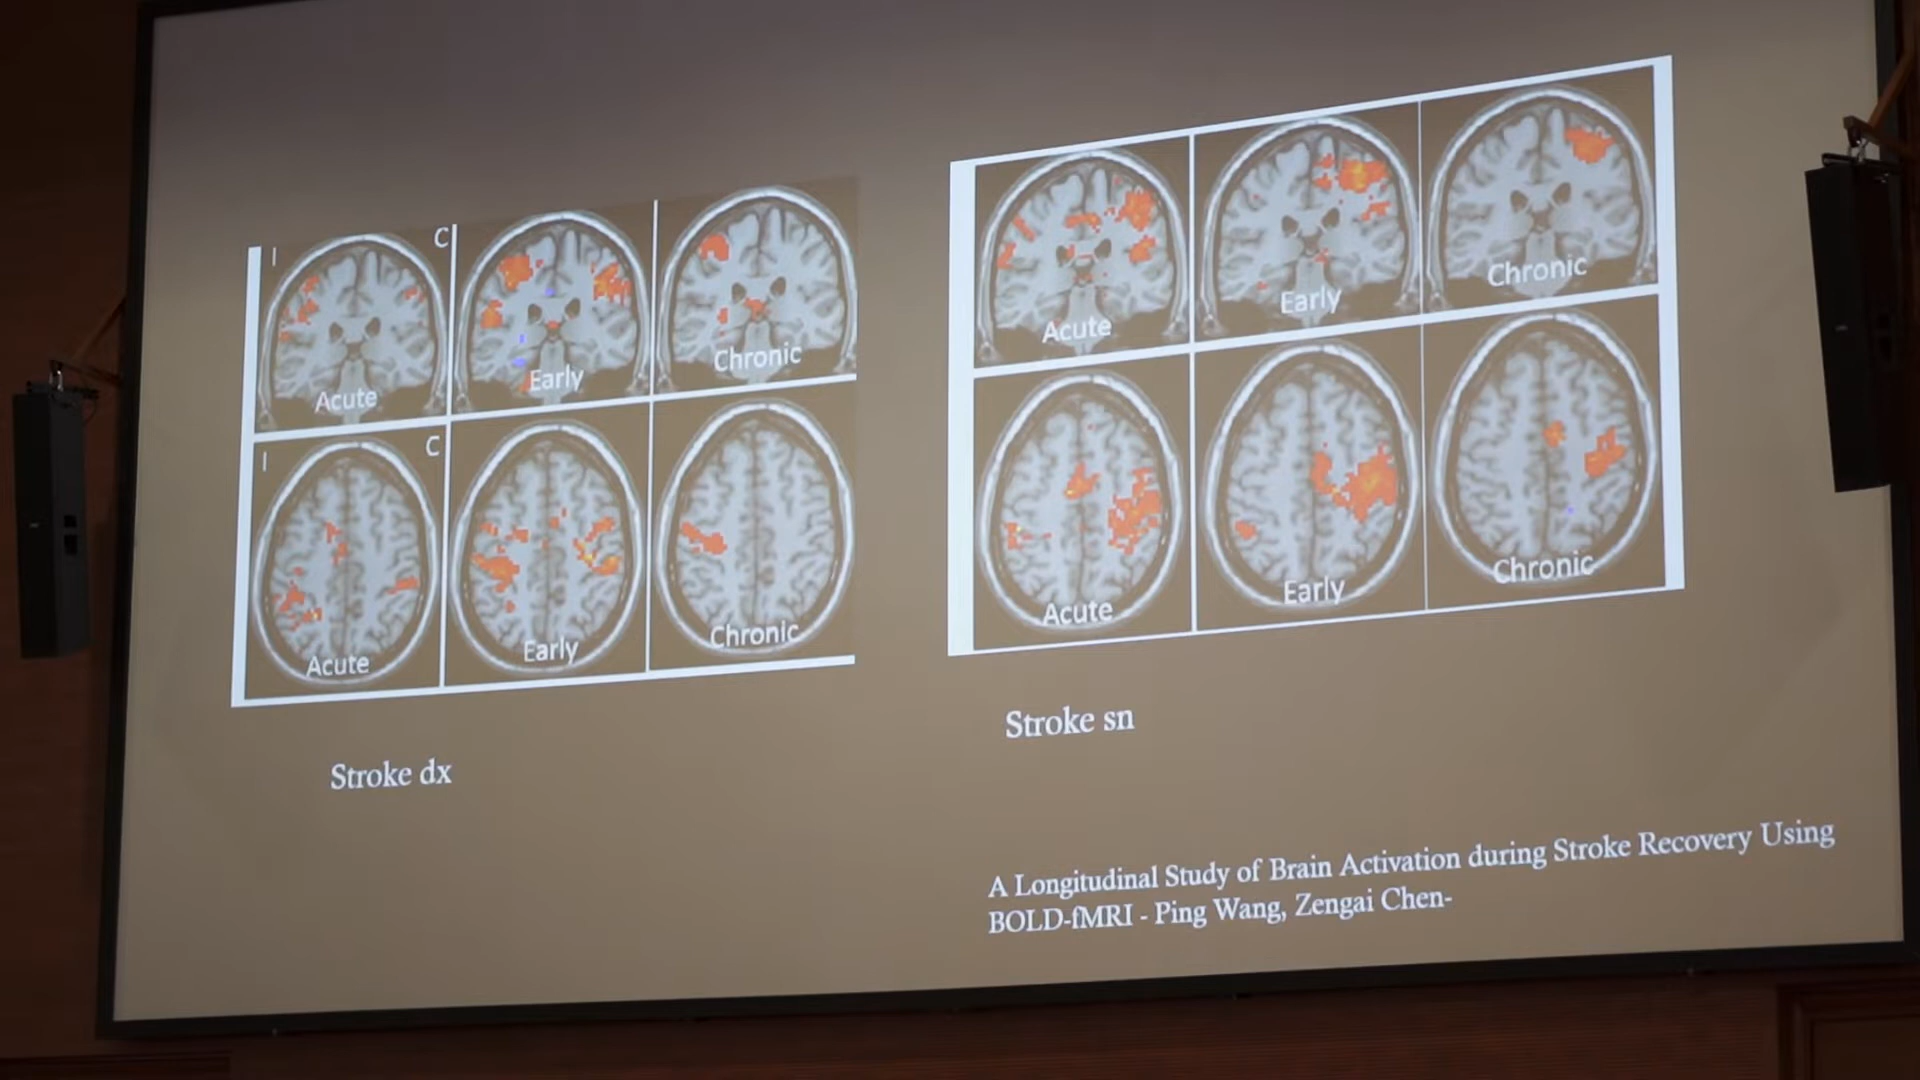 I
C
Acute
Early
Chronic
I
C
Acute
Early
Chronic
Stroke dx
Acute
Early
Chronic
Acute
Early
Chronic
Stroke sn
A Longitudinal Study of Brain Activation during Stroke Recovery Using
BOLD-fMRI - Ping Wang, Zengai Chen-